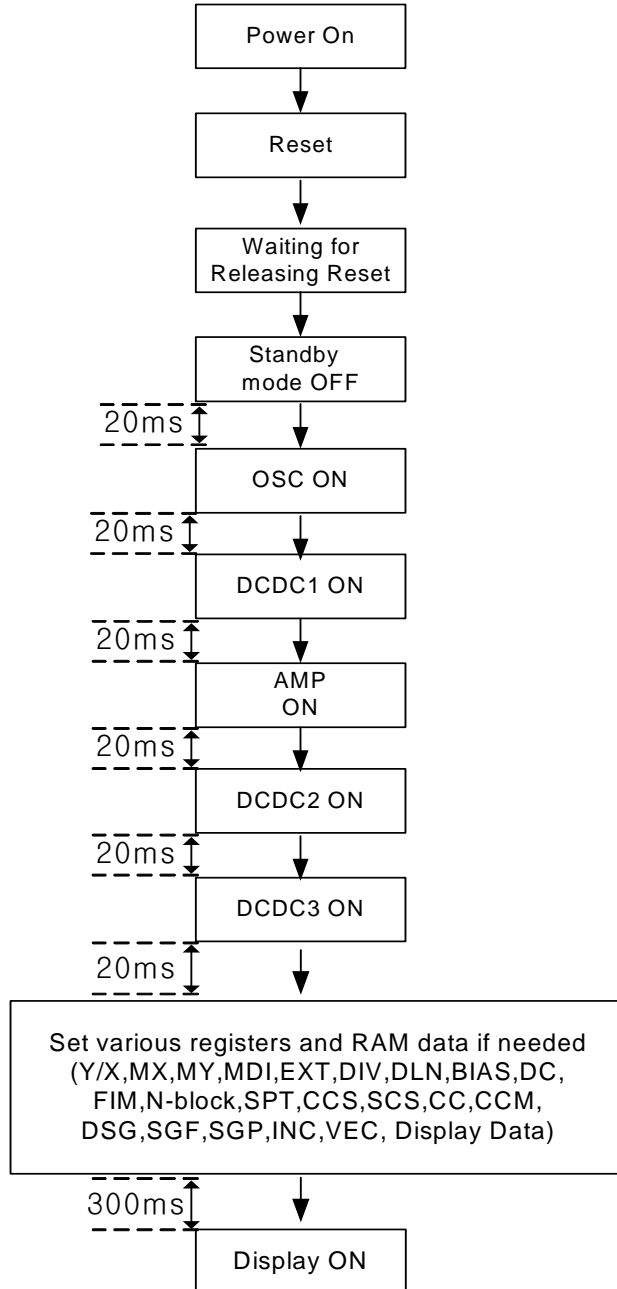 Power On
Reset
Waiting for
Releasing Reset
Standby
mode OFF
20ms
OSC ON
20ms
DCDC1 ON
20ms
AMP
ON
20ms
DCDC2 ON
20ms
DCDC3 ON
20ms
Set various registers and RAM data if needed
(Y/X,MX,MY,MDI,EXT,DIV,DLN,BIAS,DC,
FIM,N-block,SPT,CCS,SCS,CC,CCM,
DSG,SGF,SGP,INC,VEC, Display Data)
300ms
Display ON